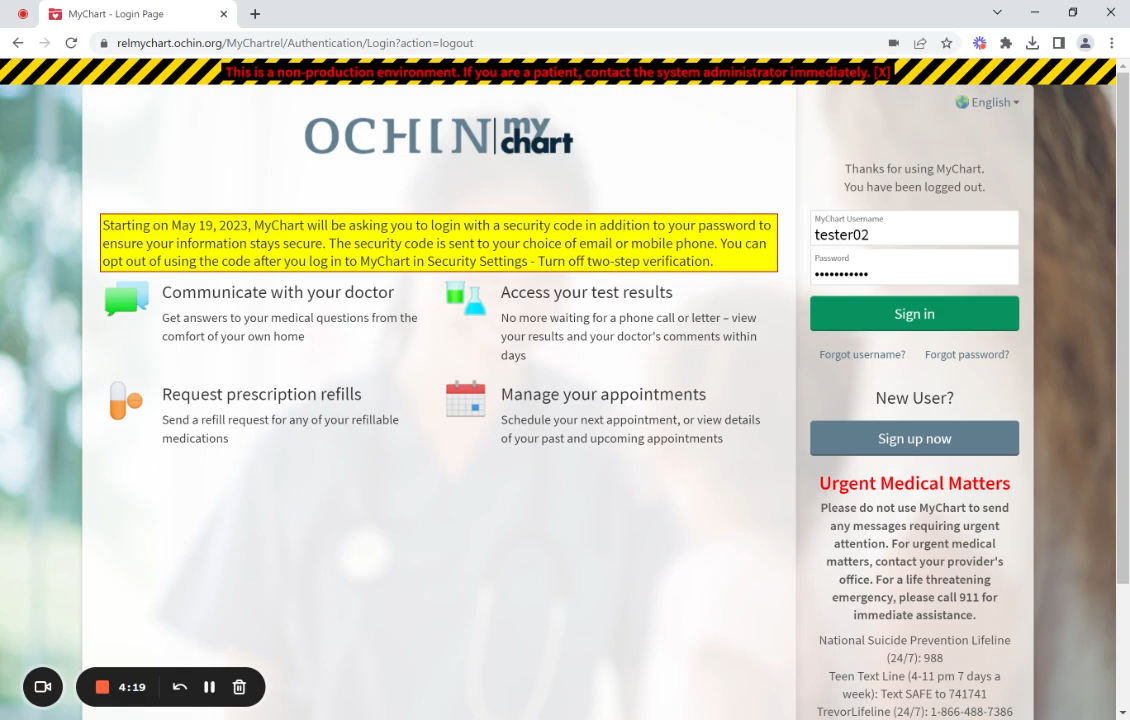 MyChart - Login Page
relmychart.ochin.org/MyChartrel/Authentication/Login?action=logout
This is a non-production environment. If you are a patient, contact the system administrator immediately. [X]
English
OCHIN my chart
Thanks for using MyChart.
You have been logged out.
Starting on May 19, 2023, MyChart will be asking you to login with a security code in addition to your password to
ensure your information stays secure. The security code is sent to your choice of email or mobile phone. You can
opt out of using the code after you log in to MyChart in Security Settings - Turn off two-step verification.
Communicate with your doctor
Get answers to your medical questions from the
comfort of your own home
Access your test results
No more waiting for a phone call or letter – view
your results and your doctor's comments within
days
Request prescription refills
Send a refill request for any of your refillable
medications
Manage your appointments
Schedule your next appointment, or view details
of your past and upcoming appointments
MyChart Username
tester02
Password
•••••••••••
Sign in
Forgot username? Forgot password?
New User?
Sign up now
Urgent Medical Matters
Please do not use MyChart to send
any messages requiring urgent
attention. For urgent medical
matters, contact your provider's
office. For a life threatening
emergency, please call 911 for
immediate assistance.
National Suicide Prevention Lifeline
(24/7): 988
Teen Text Line (4-11 pm 7 days a
week): Text SAFE to 741741
TrevorLifeline (24/7): 1-866-488-7386
4:19